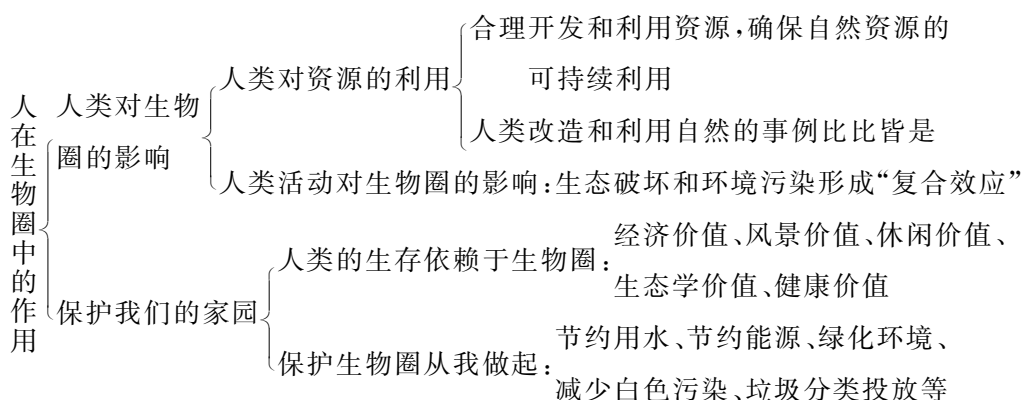 人在生物圈中的作用
人类对生物
圈的影响
人类对资源的利用
合理开发和利用资源,确保自然资源的
可持续利用
人类改造和利用自然的事例比比皆是
人类活动对生物圈的影响:生态破坏和环境污染形成“复合效应”
保护我们的家园
人类的生存依赖于生物圈:
经济价值、风景价值、休闲价值、
生态学价值、健康价值
保护生物圈从我做起:
节约用水、节约能源、绿化环境、
减少白色污染、垃圾分类投放等